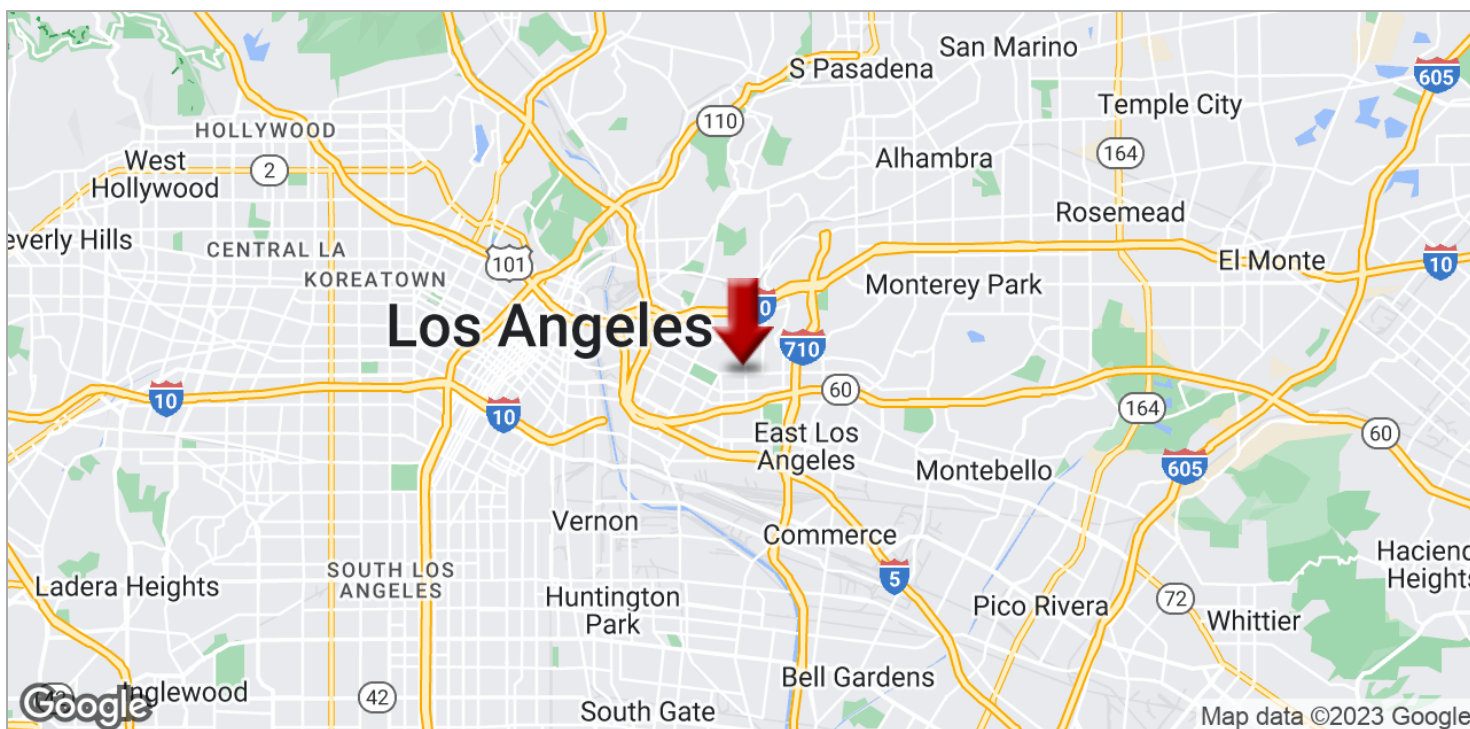 San Marino
S Pasadena
605
Temple City
110
HOLLYWOOD
164
West
Hollywood
2
Alhambra
Rosemead
everly Hills
CENTRAL LA
101
KOREATOWN
El Monte
10
Monterey Park
0
Los Angeles
710
60
10
10
164
60
East Los
Angeles
Montebello
605
Vernon
Commerce
SOUTH LOS
ANGELES
Ladera Heights
5
Huntington
Park
Haciend
Heights
Pico Rivera
72
Whittier
Inglewood
42
Bell Gardens
South Gate
Google
Map data ©2023 Google